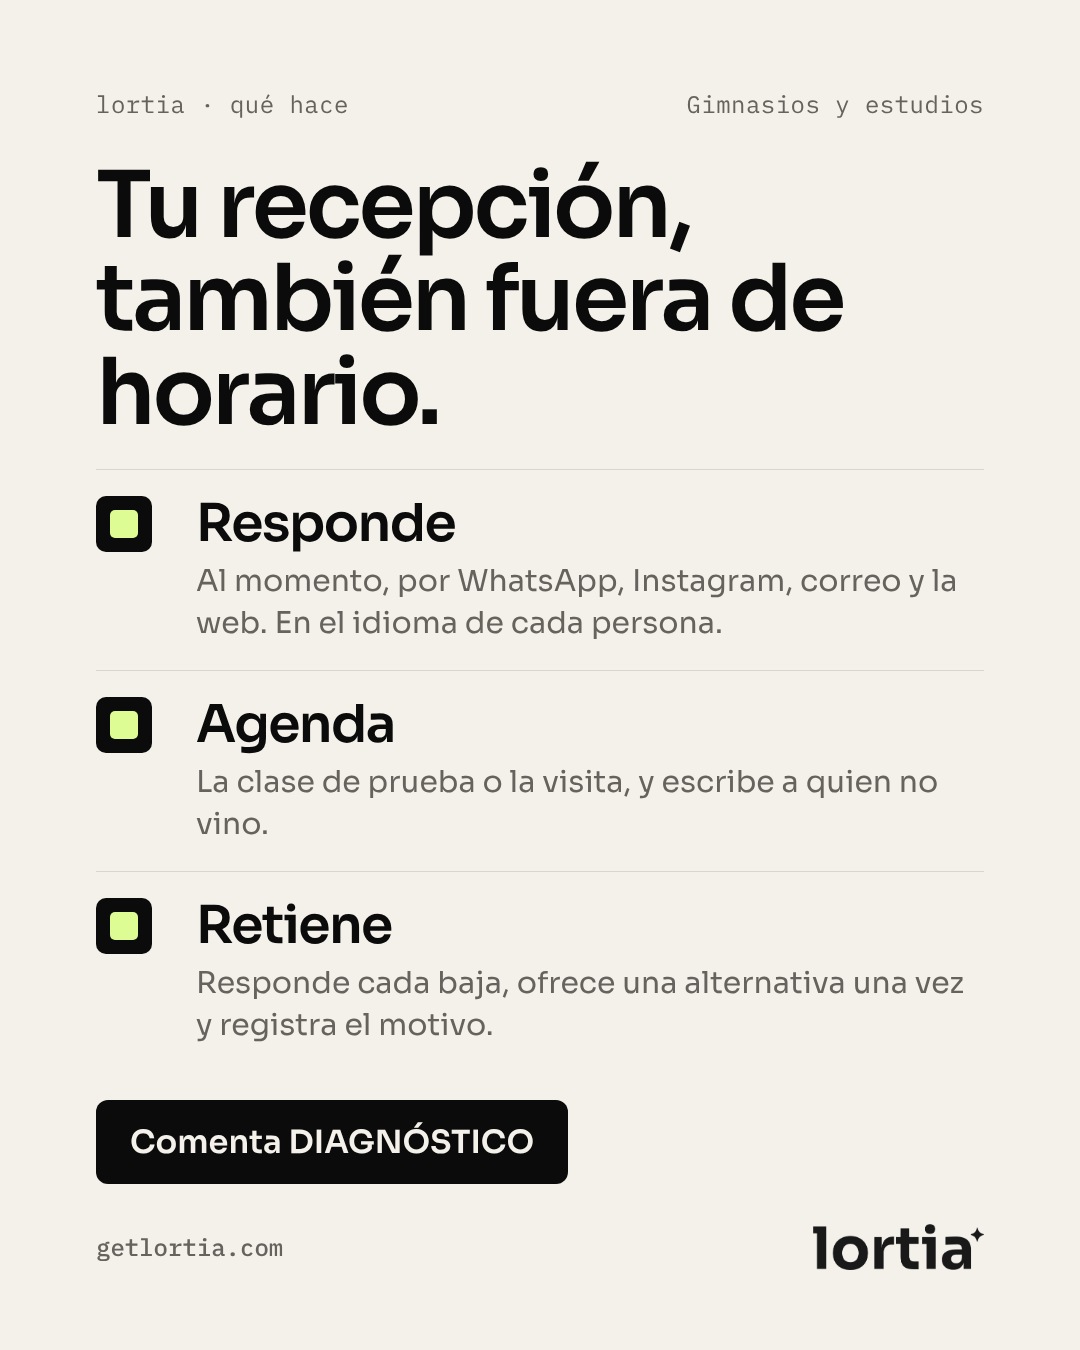 lortia · qué hace
Gimnasios y estudios
Tu recepción,
también fuera de
horario.
Responde
Al momento, por WhatsApp, Instagram, correo y la
web. En el idioma de cada persona.
Agenda
La clase de prueba o la visita, y escribe a quien no
vino.
Retiene
Responde cada baja, ofrece una alternativa una vez
y registra el motivo.
Comenta DIAGNÓSTICO
getlortia.com
lortia